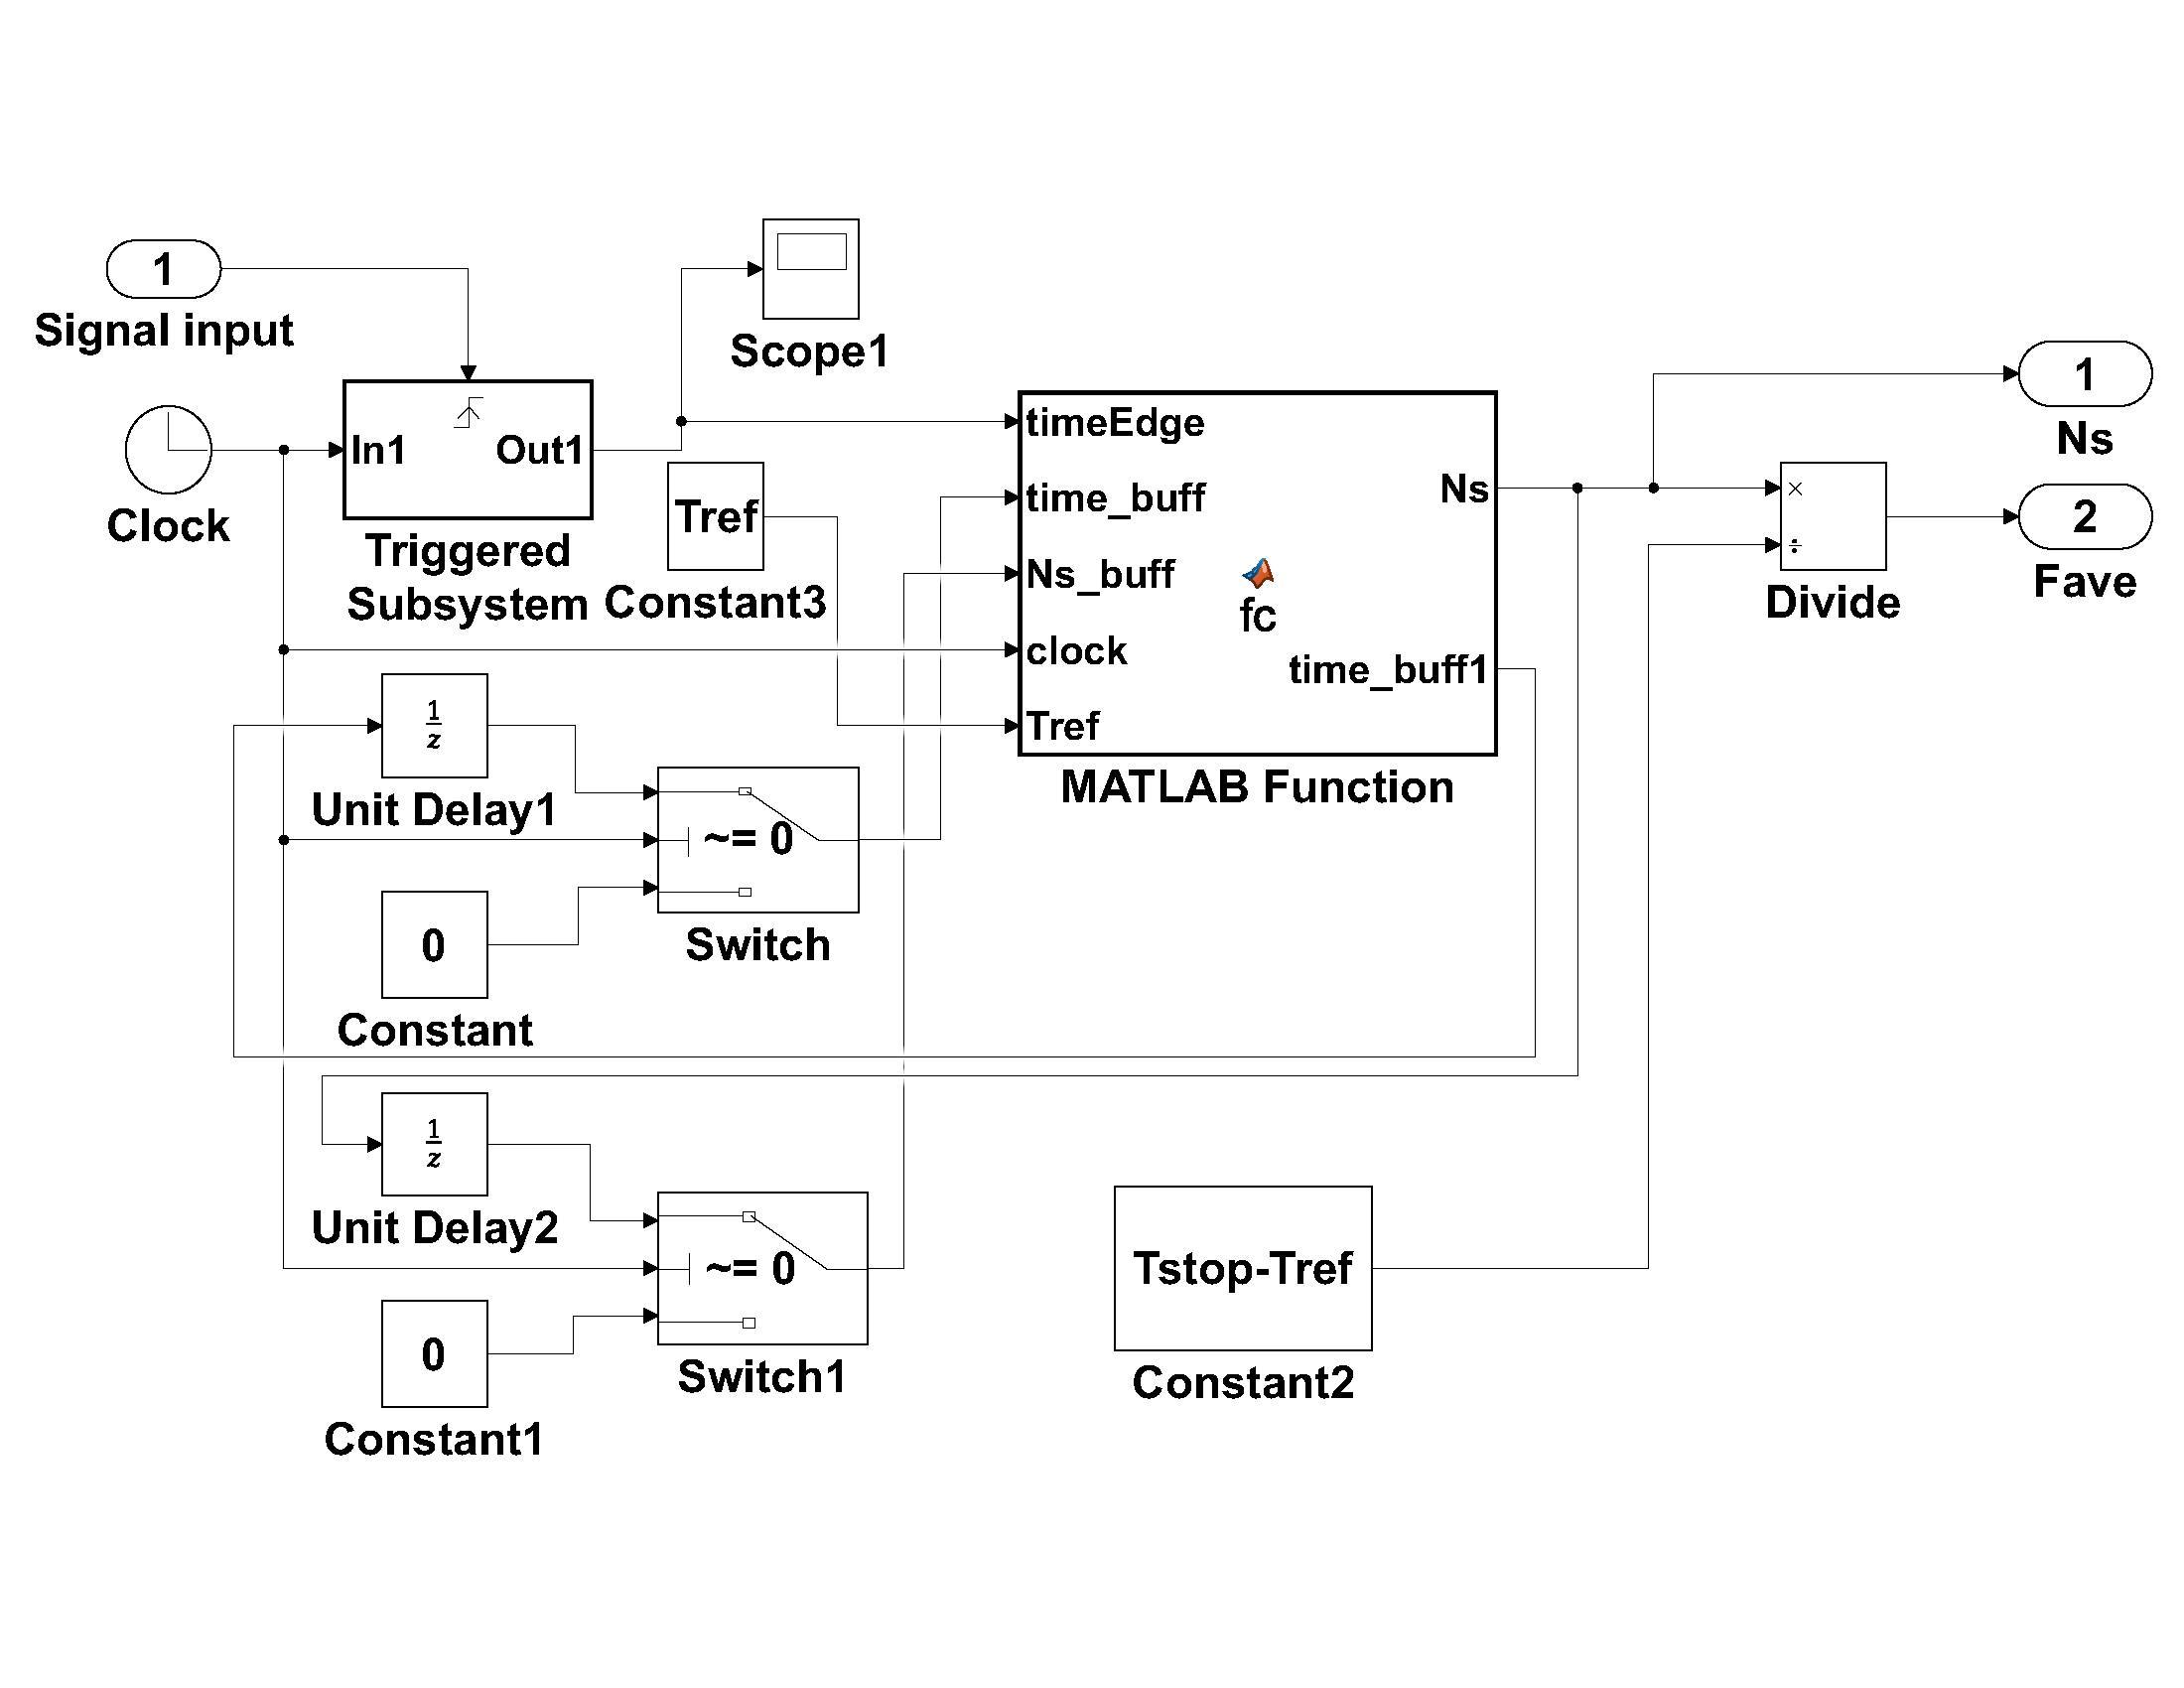 1
Signal input
Scope1
Clock
In1
Out1
Triggered
Subsystem
Tref
Constant3
timeEdge
time_buff
Ns_buff
clock
Tref
fc
Ns
time_buff1
MATLAB Function
1
Ns
×
÷
Divide
2
Fave
1
z
Unit Delay1
~= 0
Switch
0
Constant
1
z
Unit Delay2
~= 0
Switch1
0
Constant1
Tstop-Tref
Constant2